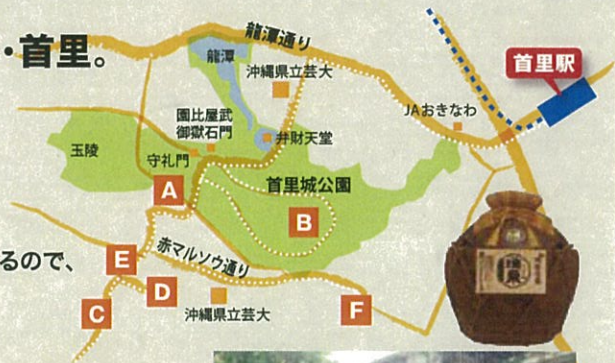 ・首里。
龍潭通り
龍潭
沖縄県立芸大
首里駅
JAおきなわ
園比屋武
御嶽石門
弁財天堂
玉陵
守礼門
首里城公園
A
B
るので、
赤マルソウ通り
E
D
沖縄県立芸大
C
F
瑞泉